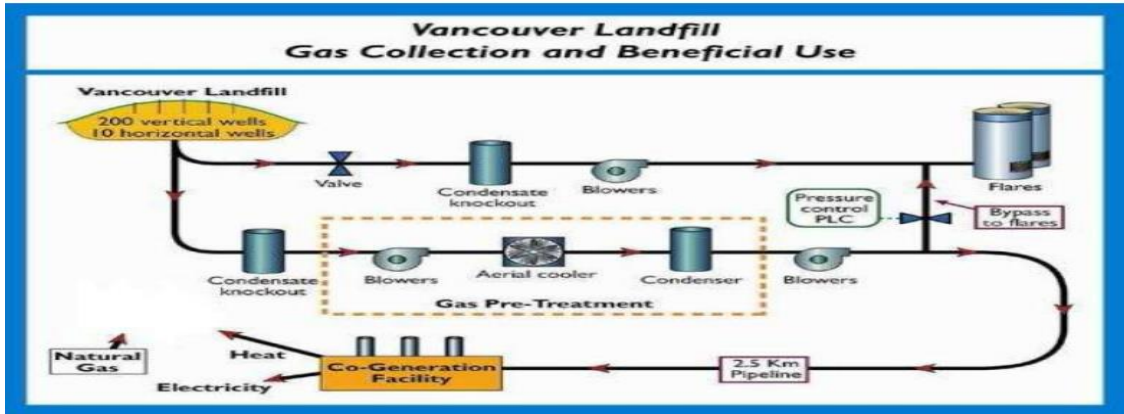 Vancouver Landfill
Gas Collection and Beneficial Use
Vancouver Landfill
200 vertical wells
10 horizontal wells
Valve
Condensate
knockout
Blowers
Flares
Pressure
control
PLC
Bypass
to flares
Condensate
knockout
Blowers
Aerial cooler
Condenser
Blowers
Gas Pre-Treatment
Natural
Gas
Heat
Electricity
Co-Generation
Facility
2.5 Km
Pipeline